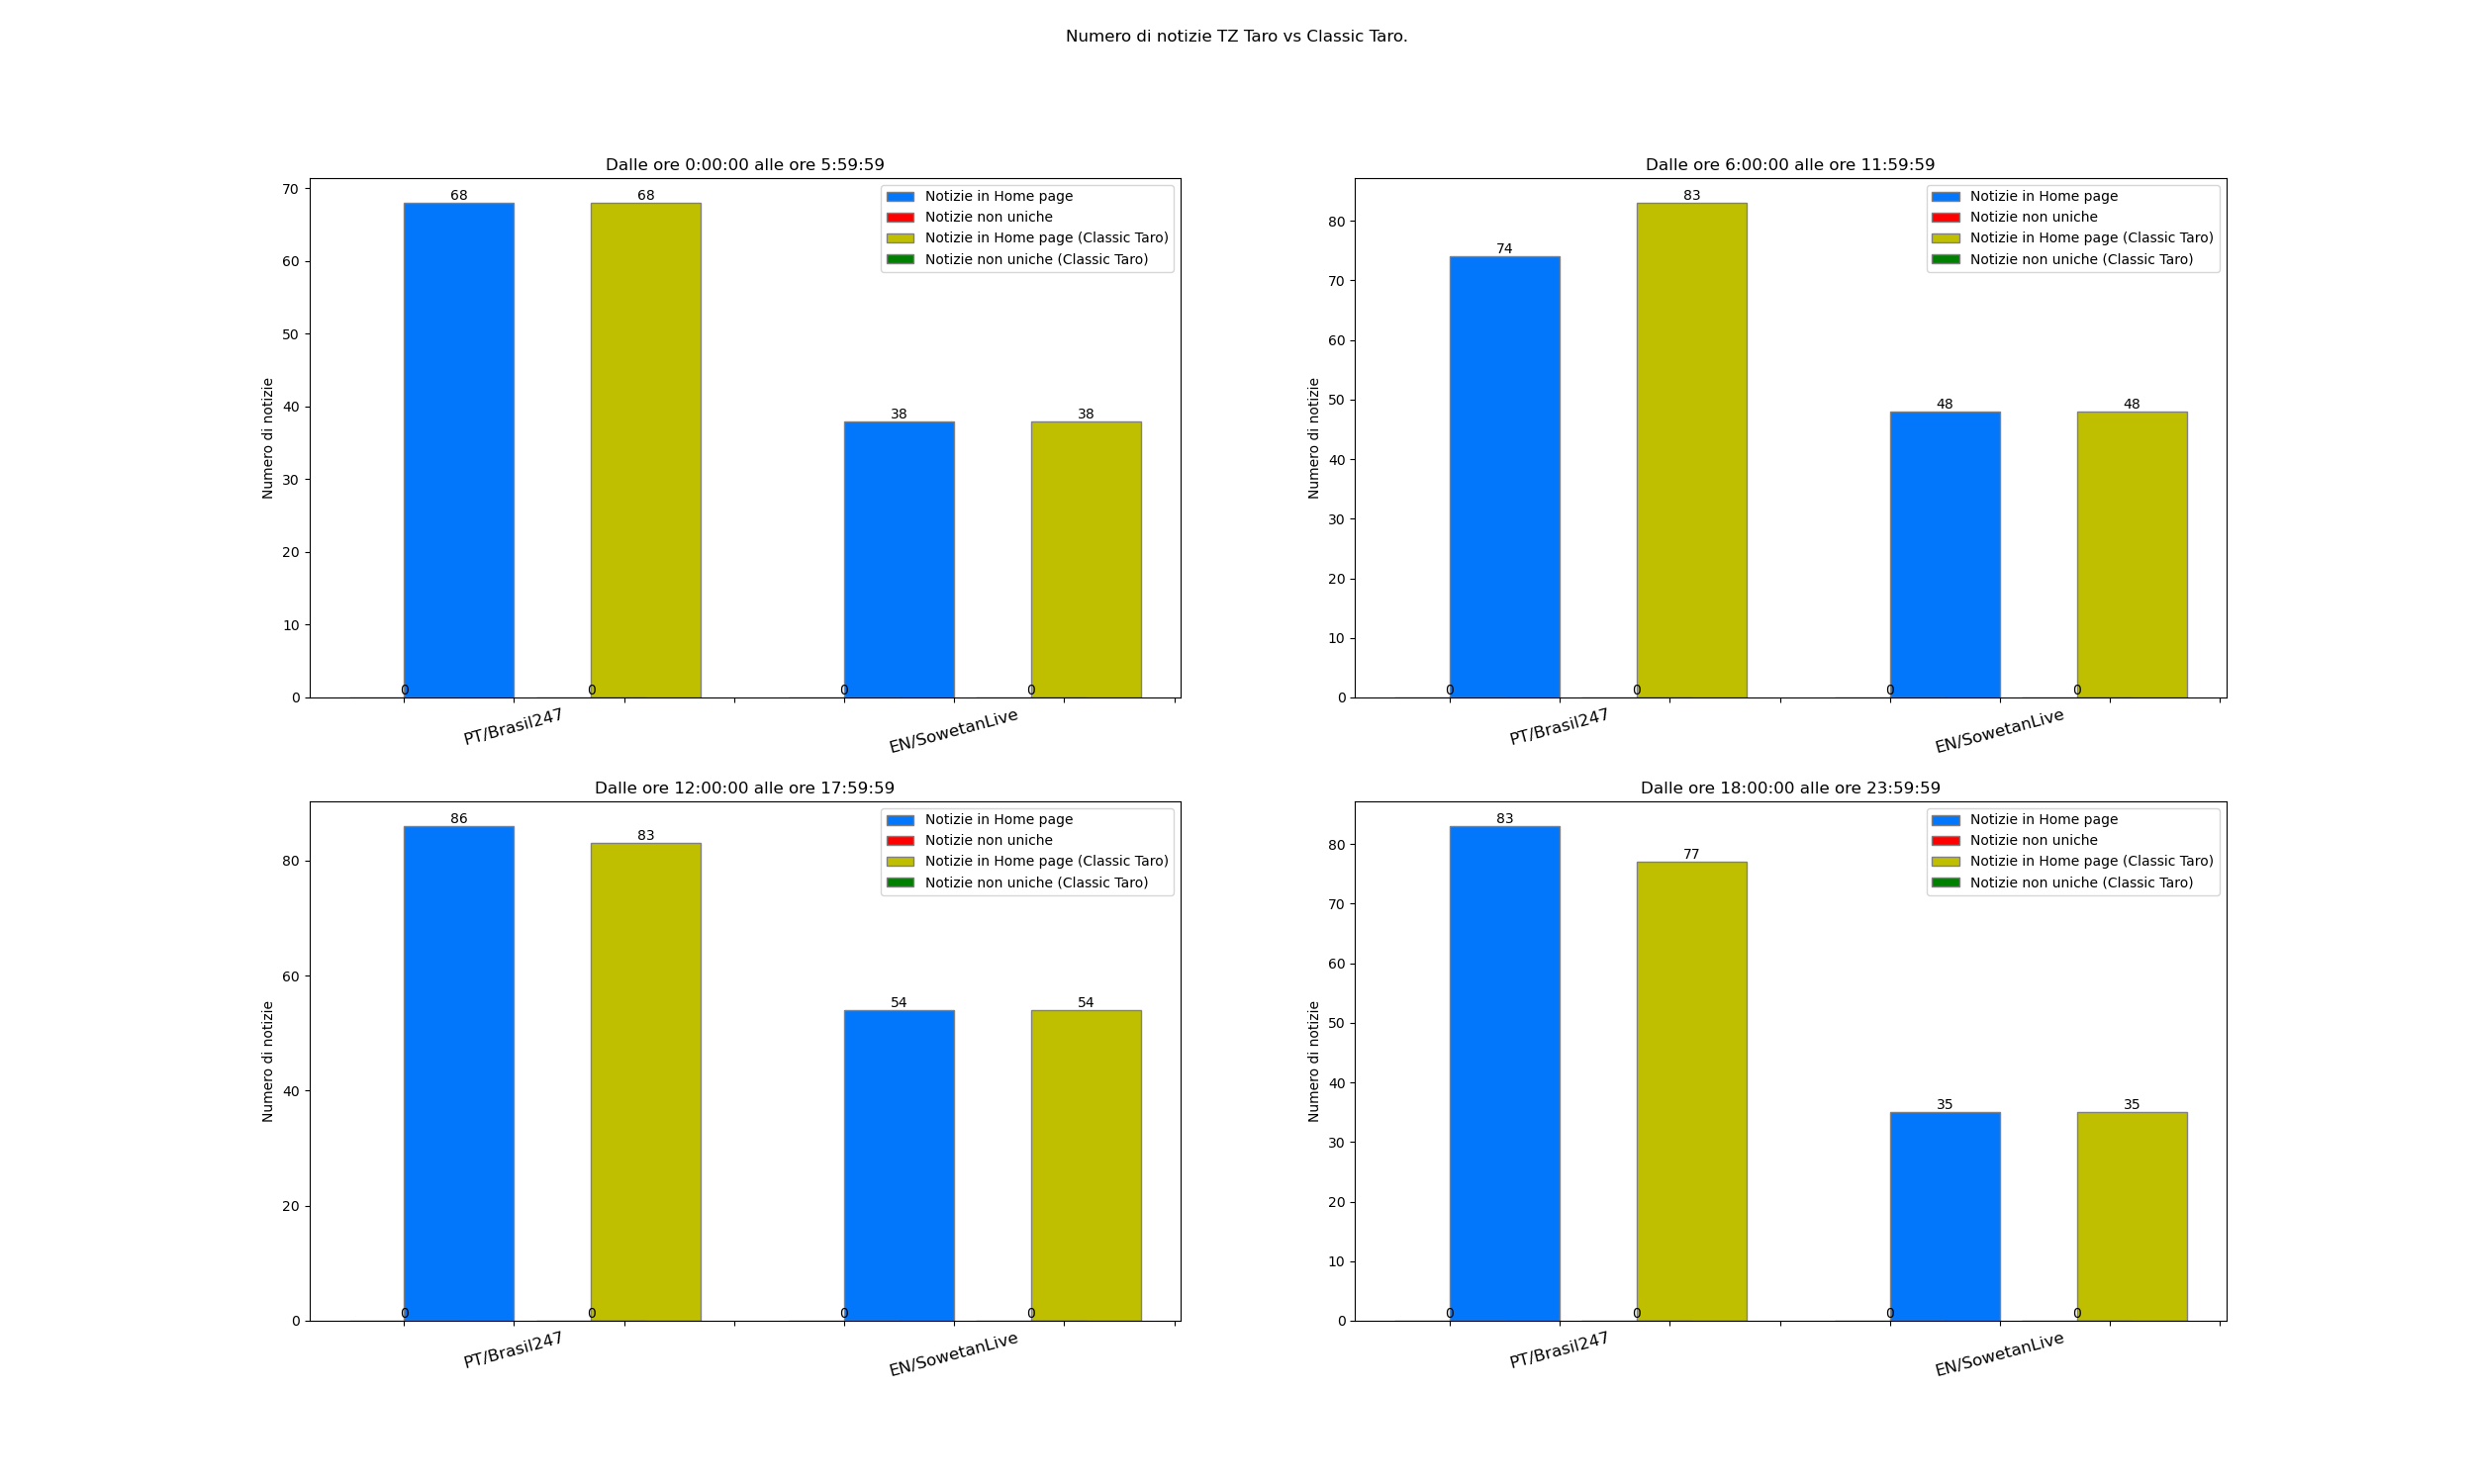 Numero di notizie TZ Taro vs Classic Taro.
Dalle ore 0:00:00 alle ore 5:59:59
Numero di notizie
70
60
50
40
30
20
10
0
68
68
38
38
0
0
0
0
PT/Brasil247
EN/SowetanLive
Notizie in Home page
Notizie non uniche
Notizie in Home page (Classic Taro)
Notizie non uniche (Classic Taro)
Dalle ore 6:00:00 alle ore 11:59:59
Numero di notizie
80
70
60
50
40
30
20
10
0
74
83
48
48
0
0
0
0
PT/Brasil247
EN/SowetanLive
Notizie in Home page
Notizie non uniche
Notizie in Home page (Classic Taro)
Notizie non uniche (Classic Taro)
Dalle ore 12:00:00 alle ore 17:59:59
Numero di notizie
80
60
40
20
0
86
83
54
54
0
0
0
0
PT/Brasil247
EN/SowetanLive
Notizie in Home page
Notizie non uniche
Notizie in Home page (Classic Taro)
Notizie non uniche (Classic Taro)
Dalle ore 18:00:00 alle ore 23:59:59
Numero di notizie
80
70
60
50
40
30
20
10
0
83
77
35
35
0
0
0
0
PT/Brasil247
EN/SowetanLive
Notizie in Home page
Notizie non uniche
Notizie in Home page (Classic Taro)
Notizie non uniche (Classic Taro)